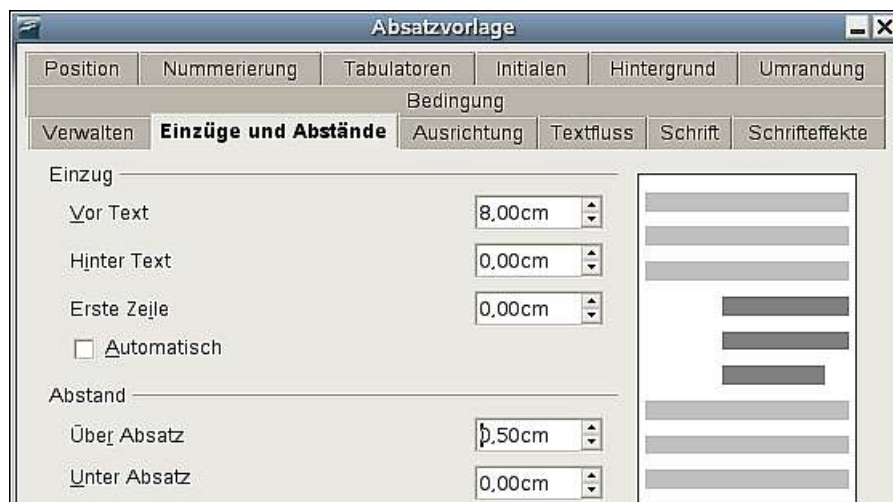 Absatzvorlage
Position Nummerierung Tabulatoren Initialen Hintergrund Umrandung
Bedingung
Verwalten Einzüge und Abstände Ausrichtung Textfluss Schrift Schrifteffekte
Einzug
Vor Text 8,00cm
Hinter Text 0,00cm
Erste Zeile 0,00cm
Automatisch
Abstand
Über Absatz 0,50cm
Unter Absatz 0,00cm